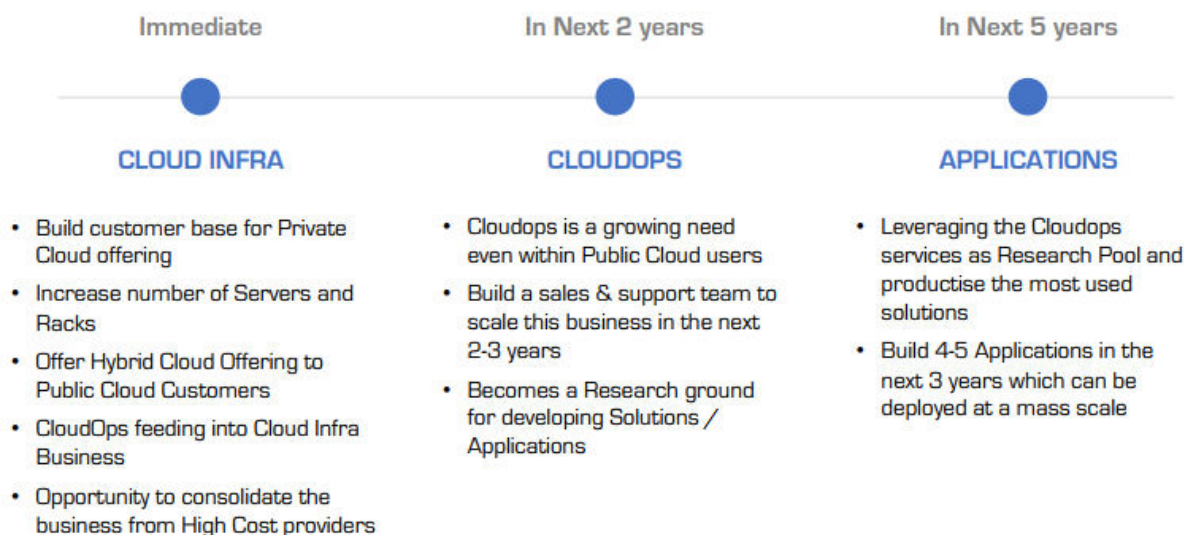 Immediate
In Next 2 years
In Next 5 years
CLOUD INFRA
• Build customer base for Private
Cloud offering
• Increase number of Servers and
Racks
• Offer Hybrid Cloud Offering to
Public Cloud Customers
• CloudOps feeding into Cloud Infra
Business
• Opportunity to consolidate the
business from High Cost providers
CLOUDOPS
• Cloudops is a growing need
even within Public Cloud users
• Build a sales & support team to
scale this business in the next
2-3 years
• Becomes a Research ground
for developing Solutions /
Applications
APPLICATIONS
• Leveraging the Cloudops
services as Research Pool and
productise the most used
solutions
• Build 4-5 Applications in the
next 3 years which can be
deployed at a mass scale